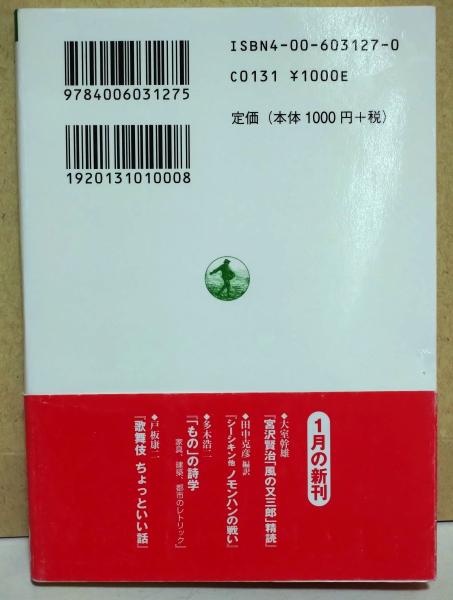 ISBN4-00-603127-0
C0131 ¥1000E
定価（本体1000円＋税）
9784006031275
1920131010008
1月の新刊
◆大室幹雄
『宮沢賢治「風の又三郎」精読』
◆田中克彦 編訳
『シーシキン他 ノモンハンの戦い』
◆多木浩二
『「もの」の詩学
家具、建築、都市のレトリック』
◆戸板康二
『歌舞伎 ちょっといい話』